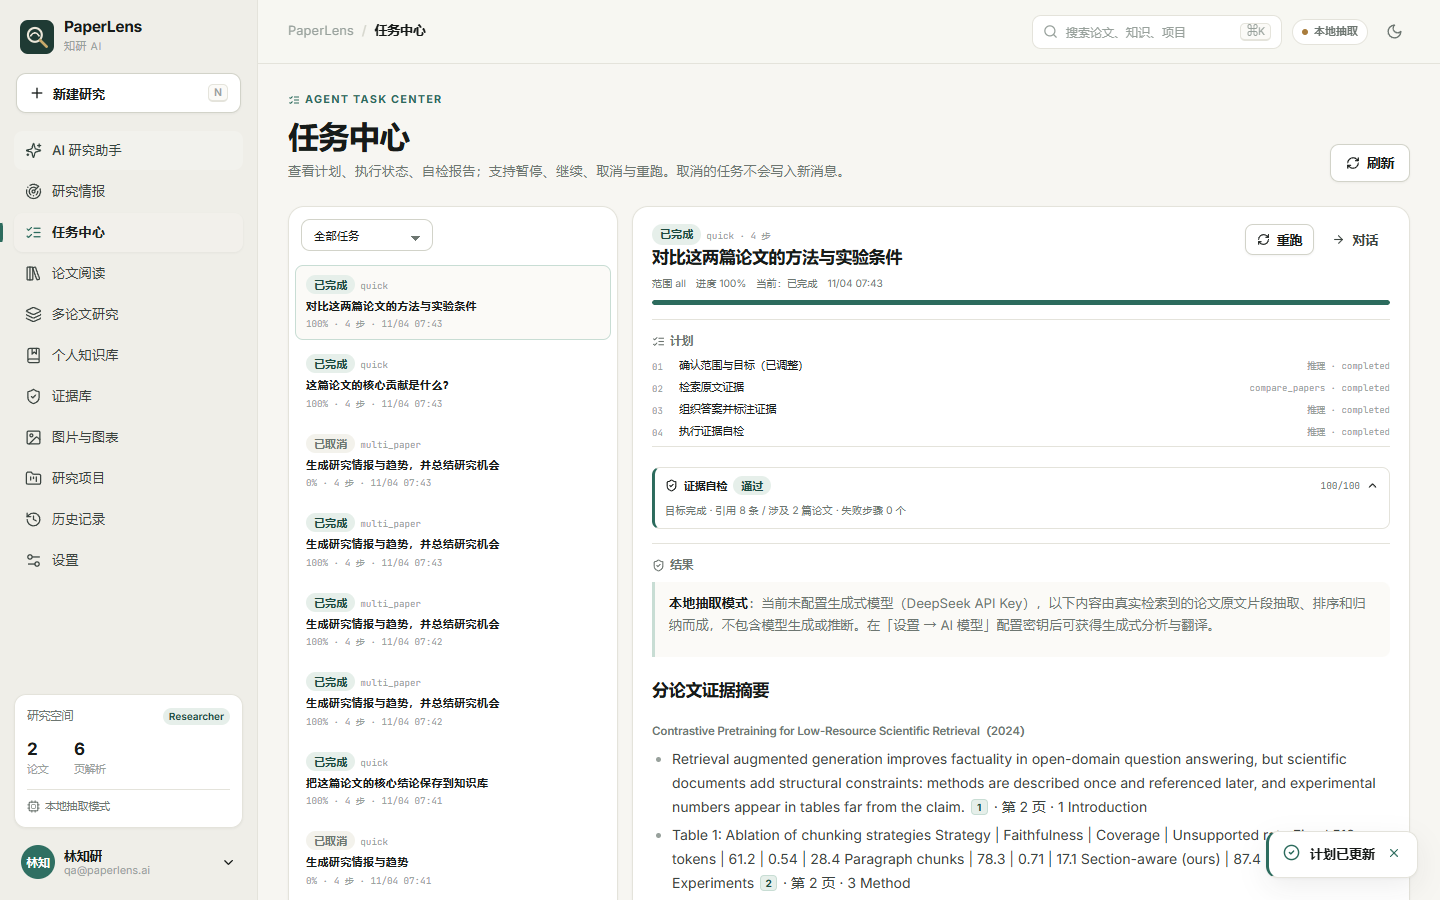 PaperLens
知研 AI
新建研究
N
AI 研究助手
研究情报
任务中心
论文阅读
多论文研究
个人知识库
证据库
图片与图表
研究项目
历史记录
设置
研究空间
Researcher
2
6
论文
页解析
本地抽取模式
林知
林知研
qa@paperlens.ai
PaperLens / 任务中心
搜索论文、知识、项目
⌘K
本地抽取
AGENT TASK CENTER
任务中心
查看计划、执行状态、自检报告；支持暂停、继续、取消与重跑。取消的任务不会写入新消息。
刷新
全部任务
已完成 quick
对比这两篇论文的方法与实验条件
100% · 4 步 · 11/04 07:43
已完成 quick
这篇论文的核心贡献是什么？
100% · 4 步 · 11/04 07:43
已取消 multi_paper
生成研究情报与趋势，并总结研究机会
0% · 4 步 · 11/04 07:43
已完成 multi_paper
生成研究情报与趋势，并总结研究机会
100% · 4 步 · 11/04 07:43
已完成 multi_paper
生成研究情报与趋势，并总结研究机会
100% · 4 步 · 11/04 07:42
已完成 multi_paper
生成研究情报与趋势，并总结研究机会
100% · 4 步 · 11/04 07:42
已完成 quick
把这篇论文的核心结论保存到知识库
100% · 4 步 · 11/04 07:41
已取消 quick
生成研究情报与趋势
0% · 4 步 · 11/04 07:41
已完成 quick · 4 步
对比这两篇论文的方法与实验条件
重跑
对话
范围 all 进度 100% 当前：已完成 11/04 07:43
计划
01 确认范围与目标（已调整） 推理 · completed
02 检索原文证据 compare_papers · completed
03 组织答案并标注证据 推理 · completed
04 执行证据自检 推理 · completed
证据自检 通过 100/100
目标完成 · 引用 8 条 / 涉及 2 篇论文 · 失败步骤 0 个
结果
本地抽取模式：当前未配置生成式模型（DeepSeek API Key），以下内容由真实检索到的论文原文片段抽取、排序和归
纳而成，不包含模型生成或推断。在「设置 → AI 模型」配置密钥后可获得生成式分析与翻译。
分论文证据摘要
Contrastive Pretraining for Low-Resource Scientific Retrieval（2024）
Retrieval augmented generation improves factuality in open-domain question answering, but scientific
documents add structural constraints: methods are described once and referenced later, and experimental
numbers appear in tables far from the claim. 1 · 第 2 页 · 1 Introduction
Table 1: Ablation of chunking strategies Strategy | Faithfulness | Coverage | Unsupported
tokens | 61.2 | 0.54 | 28.4 Paragraph chunks | 78.3 | 0.71 | 17.1 Section-aware (ours) | 87.4
Experiments 2 · 第 2 页 · 3 Method
计划已更新